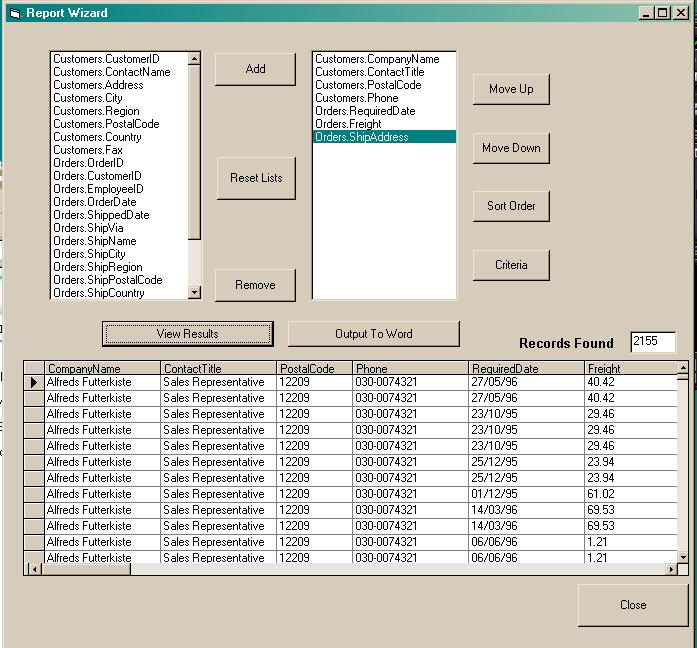 Report Wizard
Customers.CustomerID
Customers.ContactName
Customers.Address
Customers.City
Customers.Region
Customers.PostalCode
Customers.Country
Customers.Fax
Orders.OrderID
Orders.CustomerID
Orders.EmployeeID
Orders.OrderDate
Orders.ShippedDate
Orders.ShipVia
Orders.ShipName
Orders.ShipCity
Orders.ShipRegion
Orders.ShipPostalCode
Orders.ShipCountry
Add
Reset Lists
Remove
Customers.CompanyName
Customers.ContactTitle
Customers.PostalCode
Customers.Phone
Orders.RequiredDate
Orders.Freight
Orders.ShipAddress
Move Up
Move Down
Sort Order
Criteria
View Results
Output To Word
Records Found 2155
CompanyName ContactTitle PostalCode Phone RequiredDate Freight
Alfreds Futterkiste Sales Representative 12209 030-0074321 27/05/96 40.42
Alfreds Futterkiste Sales Representative 12209 030-0074321 27/05/96 40.42
Alfreds Futterkiste Sales Representative 12209 030-0074321 23/10/95 29.46
Alfreds Futterkiste Sales Representative 12209 030-0074321 23/10/95 29.46
Alfreds Futterkiste Sales Representative 12209 030-0074321 23/10/95 29.46
Alfreds Futterkiste Sales Representative 12209 030-0074321 25/12/95 23.94
Alfreds Futterkiste Sales Representative 12209 030-0074321 25/12/95 23.94
Alfreds Futterkiste Sales Representative 12209 030-0074321 01/12/95 61.02
Alfreds Futterkiste Sales Representative 12209 030-0074321 14/03/96 69.53
Alfreds Futterkiste Sales Representative 12209 030-0074321 14/03/96 69.53
Alfreds Futterkiste Sales Representative 12209 030-0074321 06/06/96 1.21
Alfreds Futterkiste Sales Representative 12209 030-0074321 06/06/96 1.21
Close